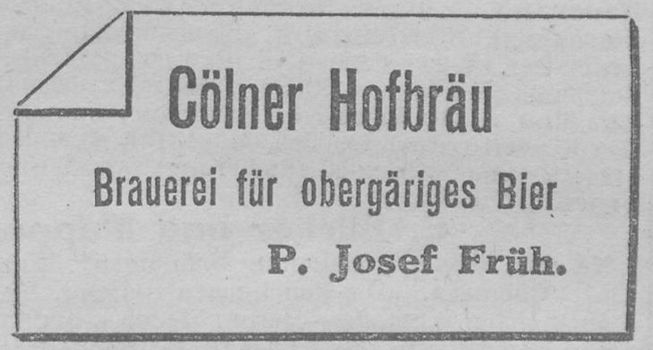 Cölner Hofbräu
Brauerei für obergäriges Bier
P. Josef Früh.